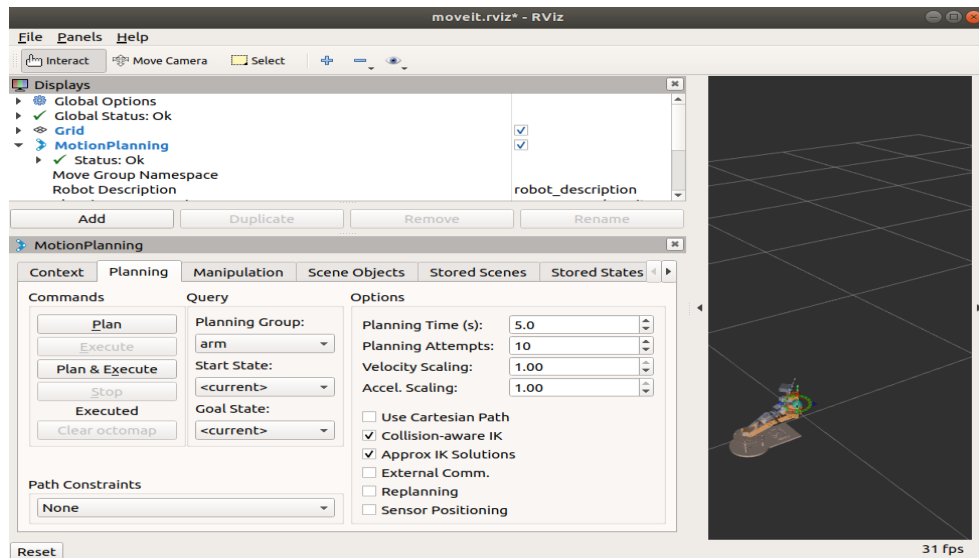 moveit.rviz* - RViz
File Panels Help
Interact Move Camera Select
Displays
Global Options
Global Status: Ok
Grid
MotionPlanning
Status: Ok
Move Group Namespace
Robot Description robot_description
Add Duplicate Remove Rename
MotionPlanning
Context Planning Manipulation Scene Objects Stored Scenes Stored States
Commands Query Options
Plan
Execute
Plan & Execute
Stop
Executed
Clear octomap
Planning Group:
arm
Start State:
<current>
Goal State:
<current>
Planning Time (s): 5.0
Planning Attempts: 10
Velocity Scaling: 1.00
Accel. Scaling: 1.00
Use Cartesian Path
Collision-aware IK
Approx IK Solutions
External Comm.
Replanning
Sensor Positioning
Path Constraints
None
Reset 31 fps